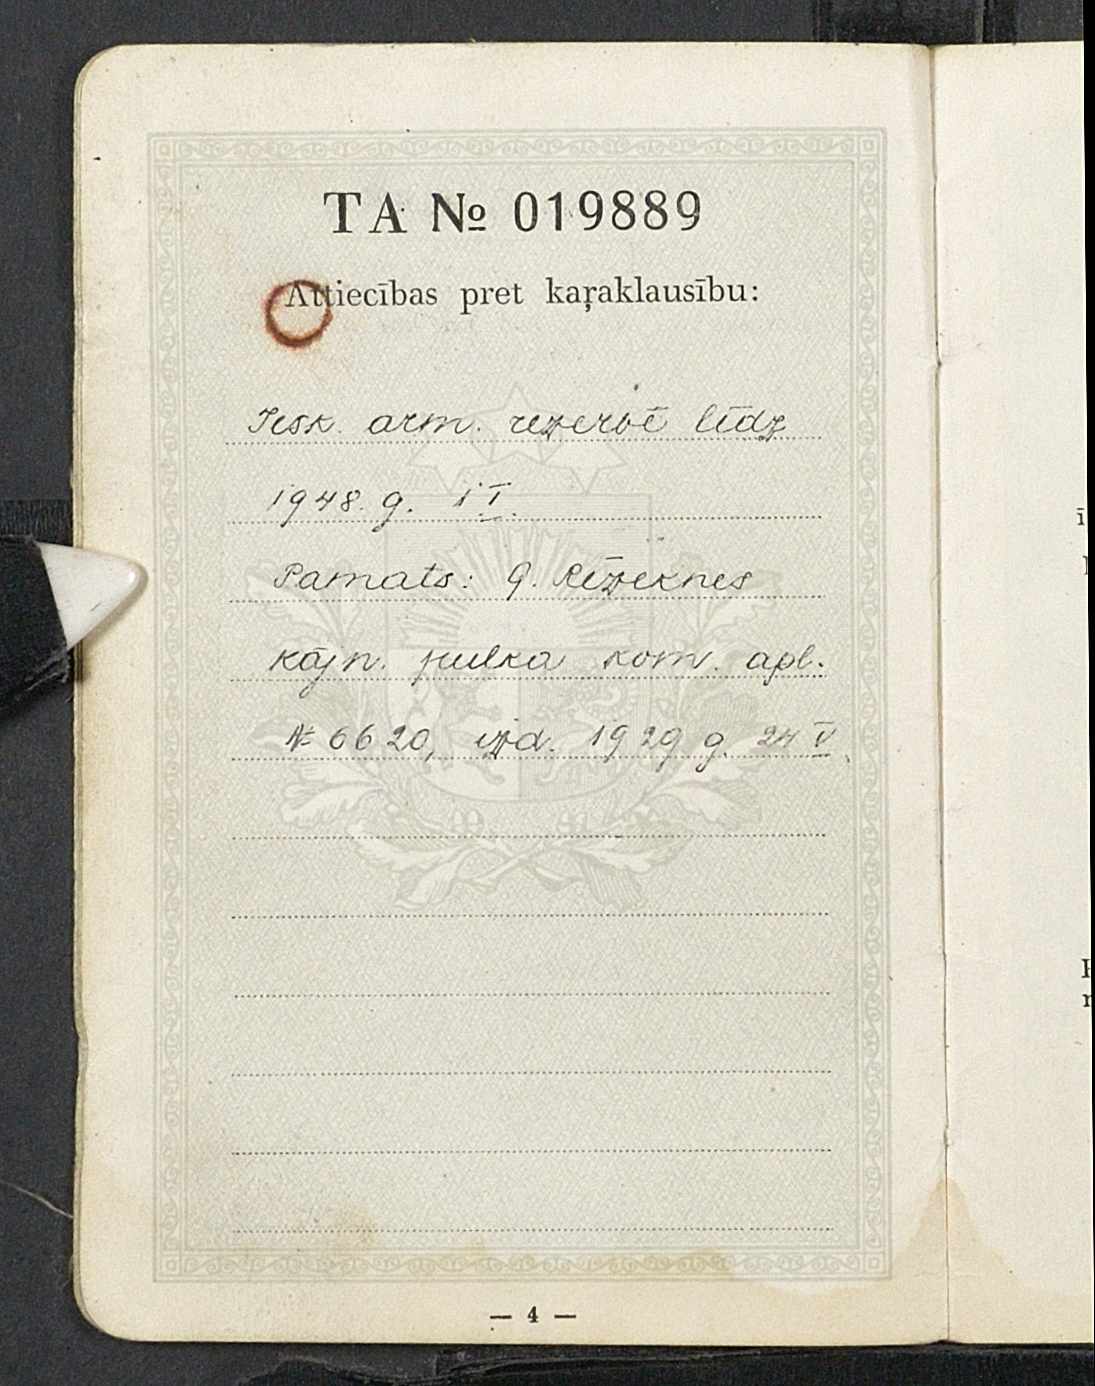 TA № 019889
Attiecības pret kaŗaklausību:
Iesk. arm. rezervē līdz
1948. g. 1 I.
Pamats: 9. Rēzeknes
kājn. pulka kom. apl.
№ 6620, izd. 1929 g. 24 V
— 4 —